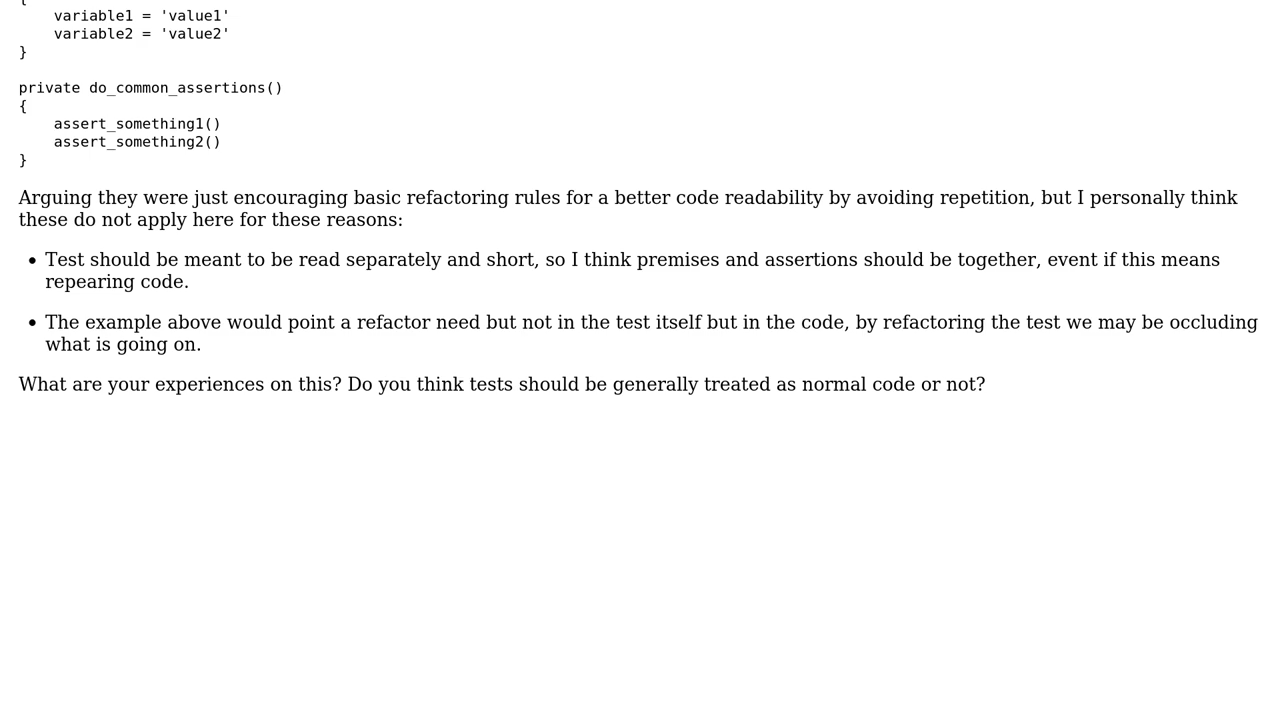 {
    variable1 = 'value1'
    variable2 = 'value2'
}

private do_common_assertions()
{
    assert_something1()
    assert_something2()
}

Arguing they were just encouraging basic refactoring rules for a better code readability by avoiding repetition, but I personally think
these do not apply here for these reasons:

• Test should be meant to be read separately and short, so I think premises and assertions should be together, event if this means
repearing code.

• The example above would point a refactor need but not in the test itself but in the code, by refactoring the test we may be occluding
what is going on.

What are your experiences on this? Do you think tests should be generally treated as normal code or not?